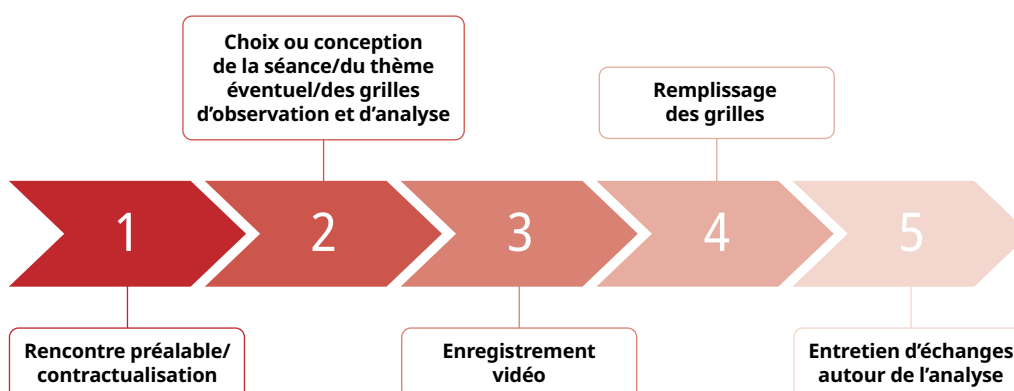 Choix ou conception
de la séance/du thème
éventuel/des grilles
d'observation et d'analyse
Remplissage
des grilles
1
2
3
4
5
Rencontre préalable/
contractualisation
Enregistrement
vidéo
Entretien d'échanges
autour de l'analyse